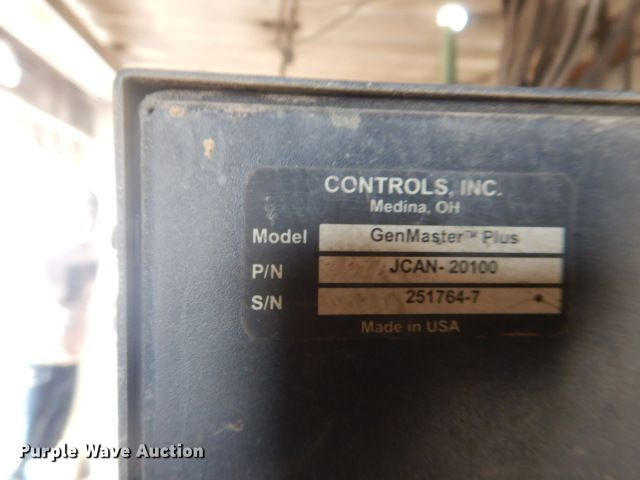 CONTROLS, INC.
Medina, OH
Model GenMaster™ Plus
P/N JCAN- 20100
S/N 251764-7
Made in USA
Purple Wave Auction